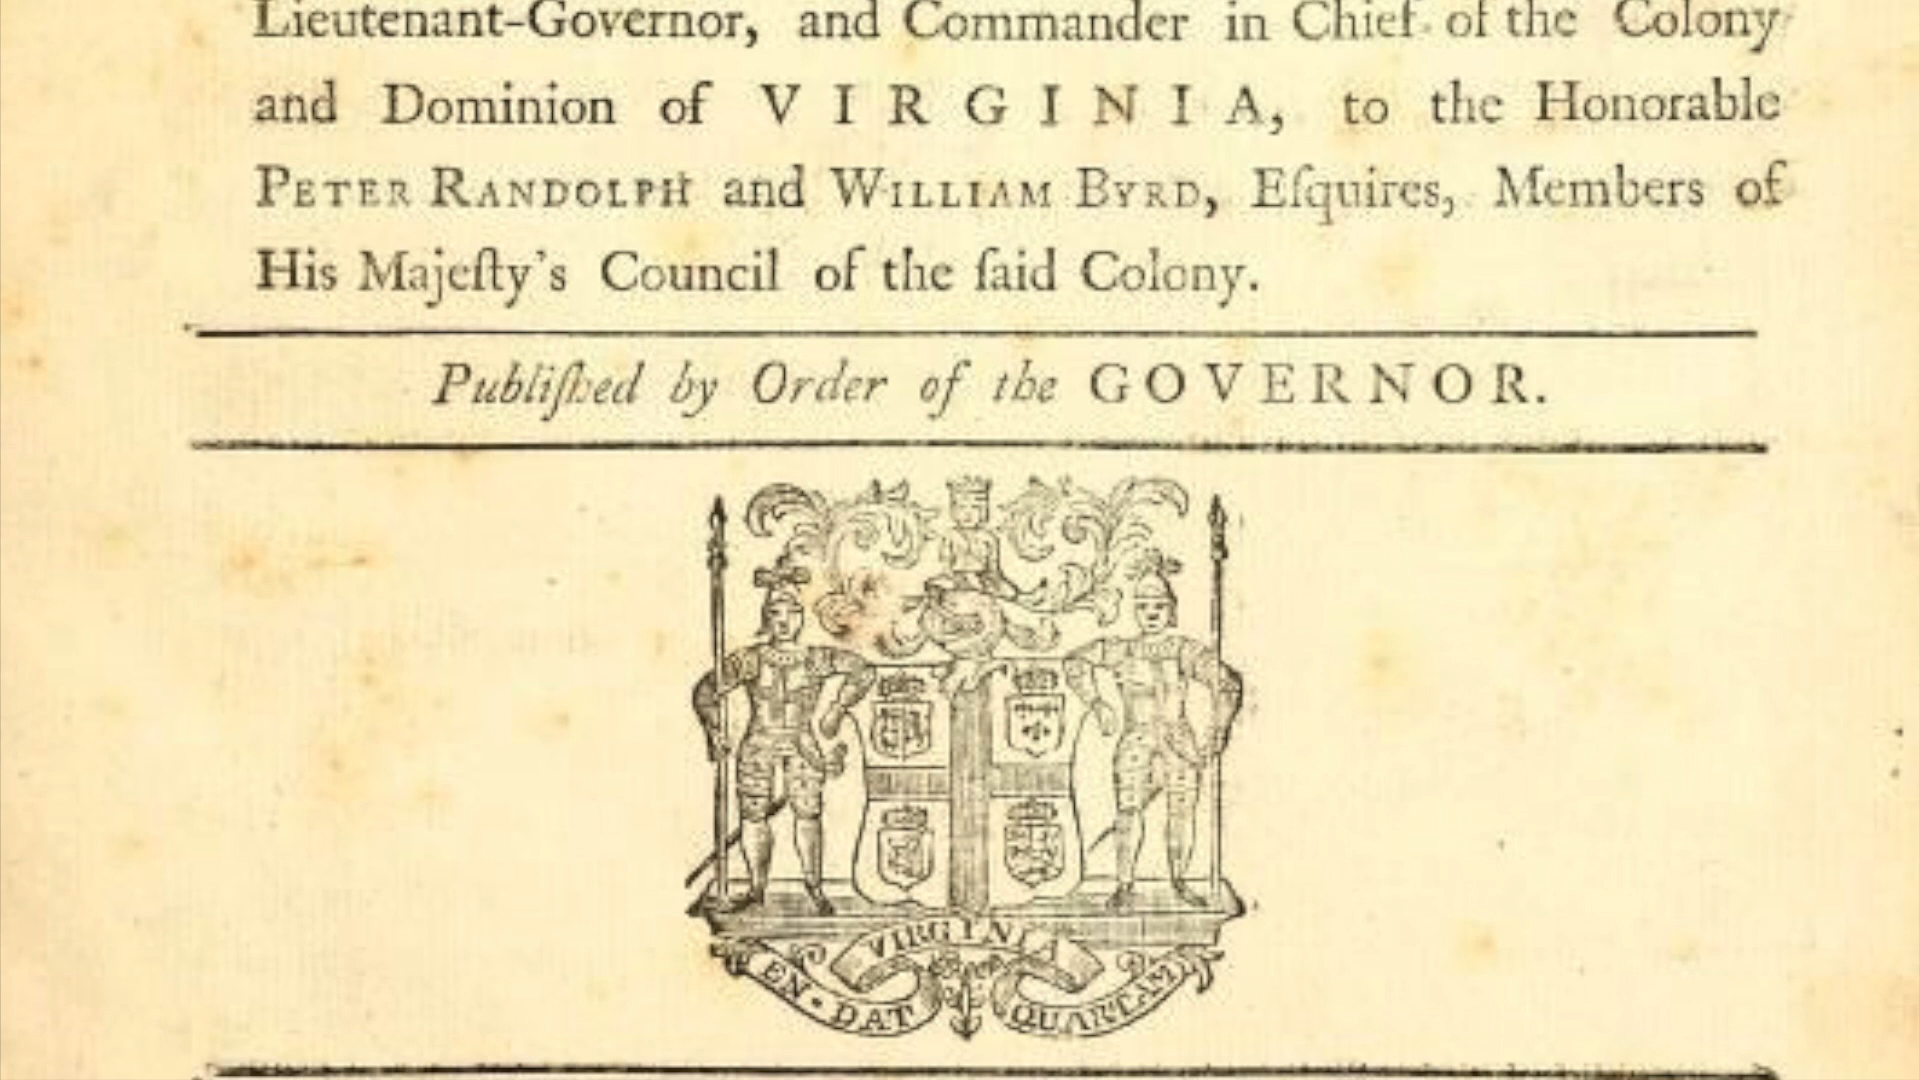 Lieutenant-Governor, and Commander in Chief of the Colony
and Dominion of VIRGINIA, to the Honorable
PETER RANDOLPH and WILLIAM BYRD, Eſquires, Members of
His Majeſty's Council of the ſaid Colony.
Publiſhed by Order of the GOVERNOR.
VIRGINIA
EN · DAT QUARTAM